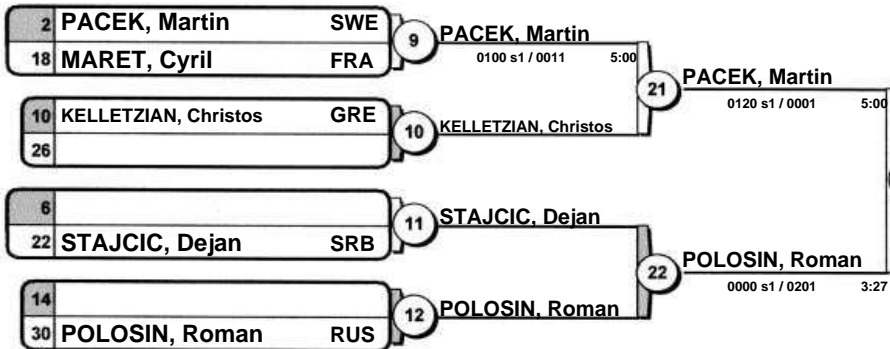 2 PACEK, Martin SWE
18 MARET, Cyril FRA
9
PACEK, Martin
0100 s1 / 0011 5:00
10 KELLETZIAN, Christos GRE
26
10
KELLETZIAN, Christos
21
PACEK, Martin
0120 s1 / 0001 5:00
6
22 STAJCIC, Dejan SRB
11
STAJCIC, Dejan
14
30 POLOSIN, Roman RUS
12
POLOSIN, Roman
22
POLOSIN, Roman
0000 s1 / 0201 3:27